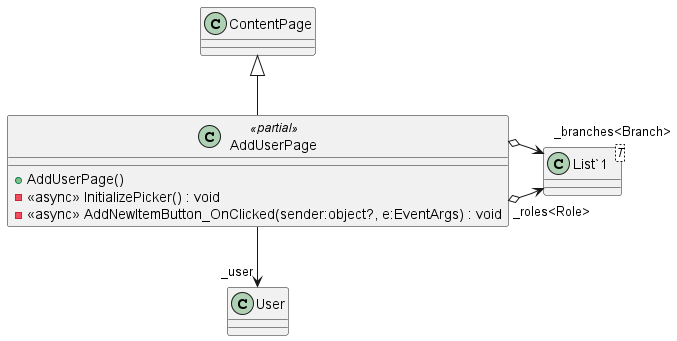 C ContentPage
«partial»
C AddUserPage
AddUserPage()
«async» InitializePicker() : void
«async» AddNewItemButton_OnClicked(sender:object?, e:EventArgs) : void
_branches<Branch>
C List`1 T
_roles<Role>
_user
C User